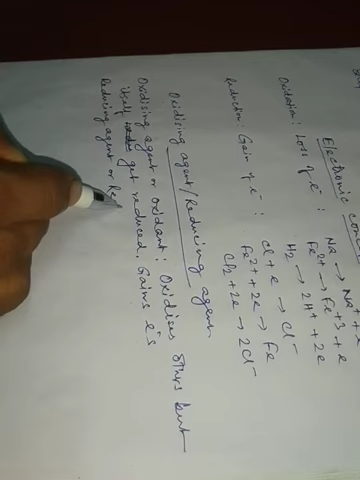 Electronic conce
Oxidation : Loss of e⁻ : Na → Na⁺ + e
Fe²⁺ → Fe+3 + e
H₂ → 2H⁺ + 2e
Reduction : Gain of e⁻ : Cl + e → Cl⁻
Fe²⁺ + 2e → Fe
Cl₂ + 2e → 2Cl⁻
Oxidising agent/Reducing agent
Oxidising agent or oxidant : Oxidises others but
itself get reduced. Gains e's
Reducing agent or Re